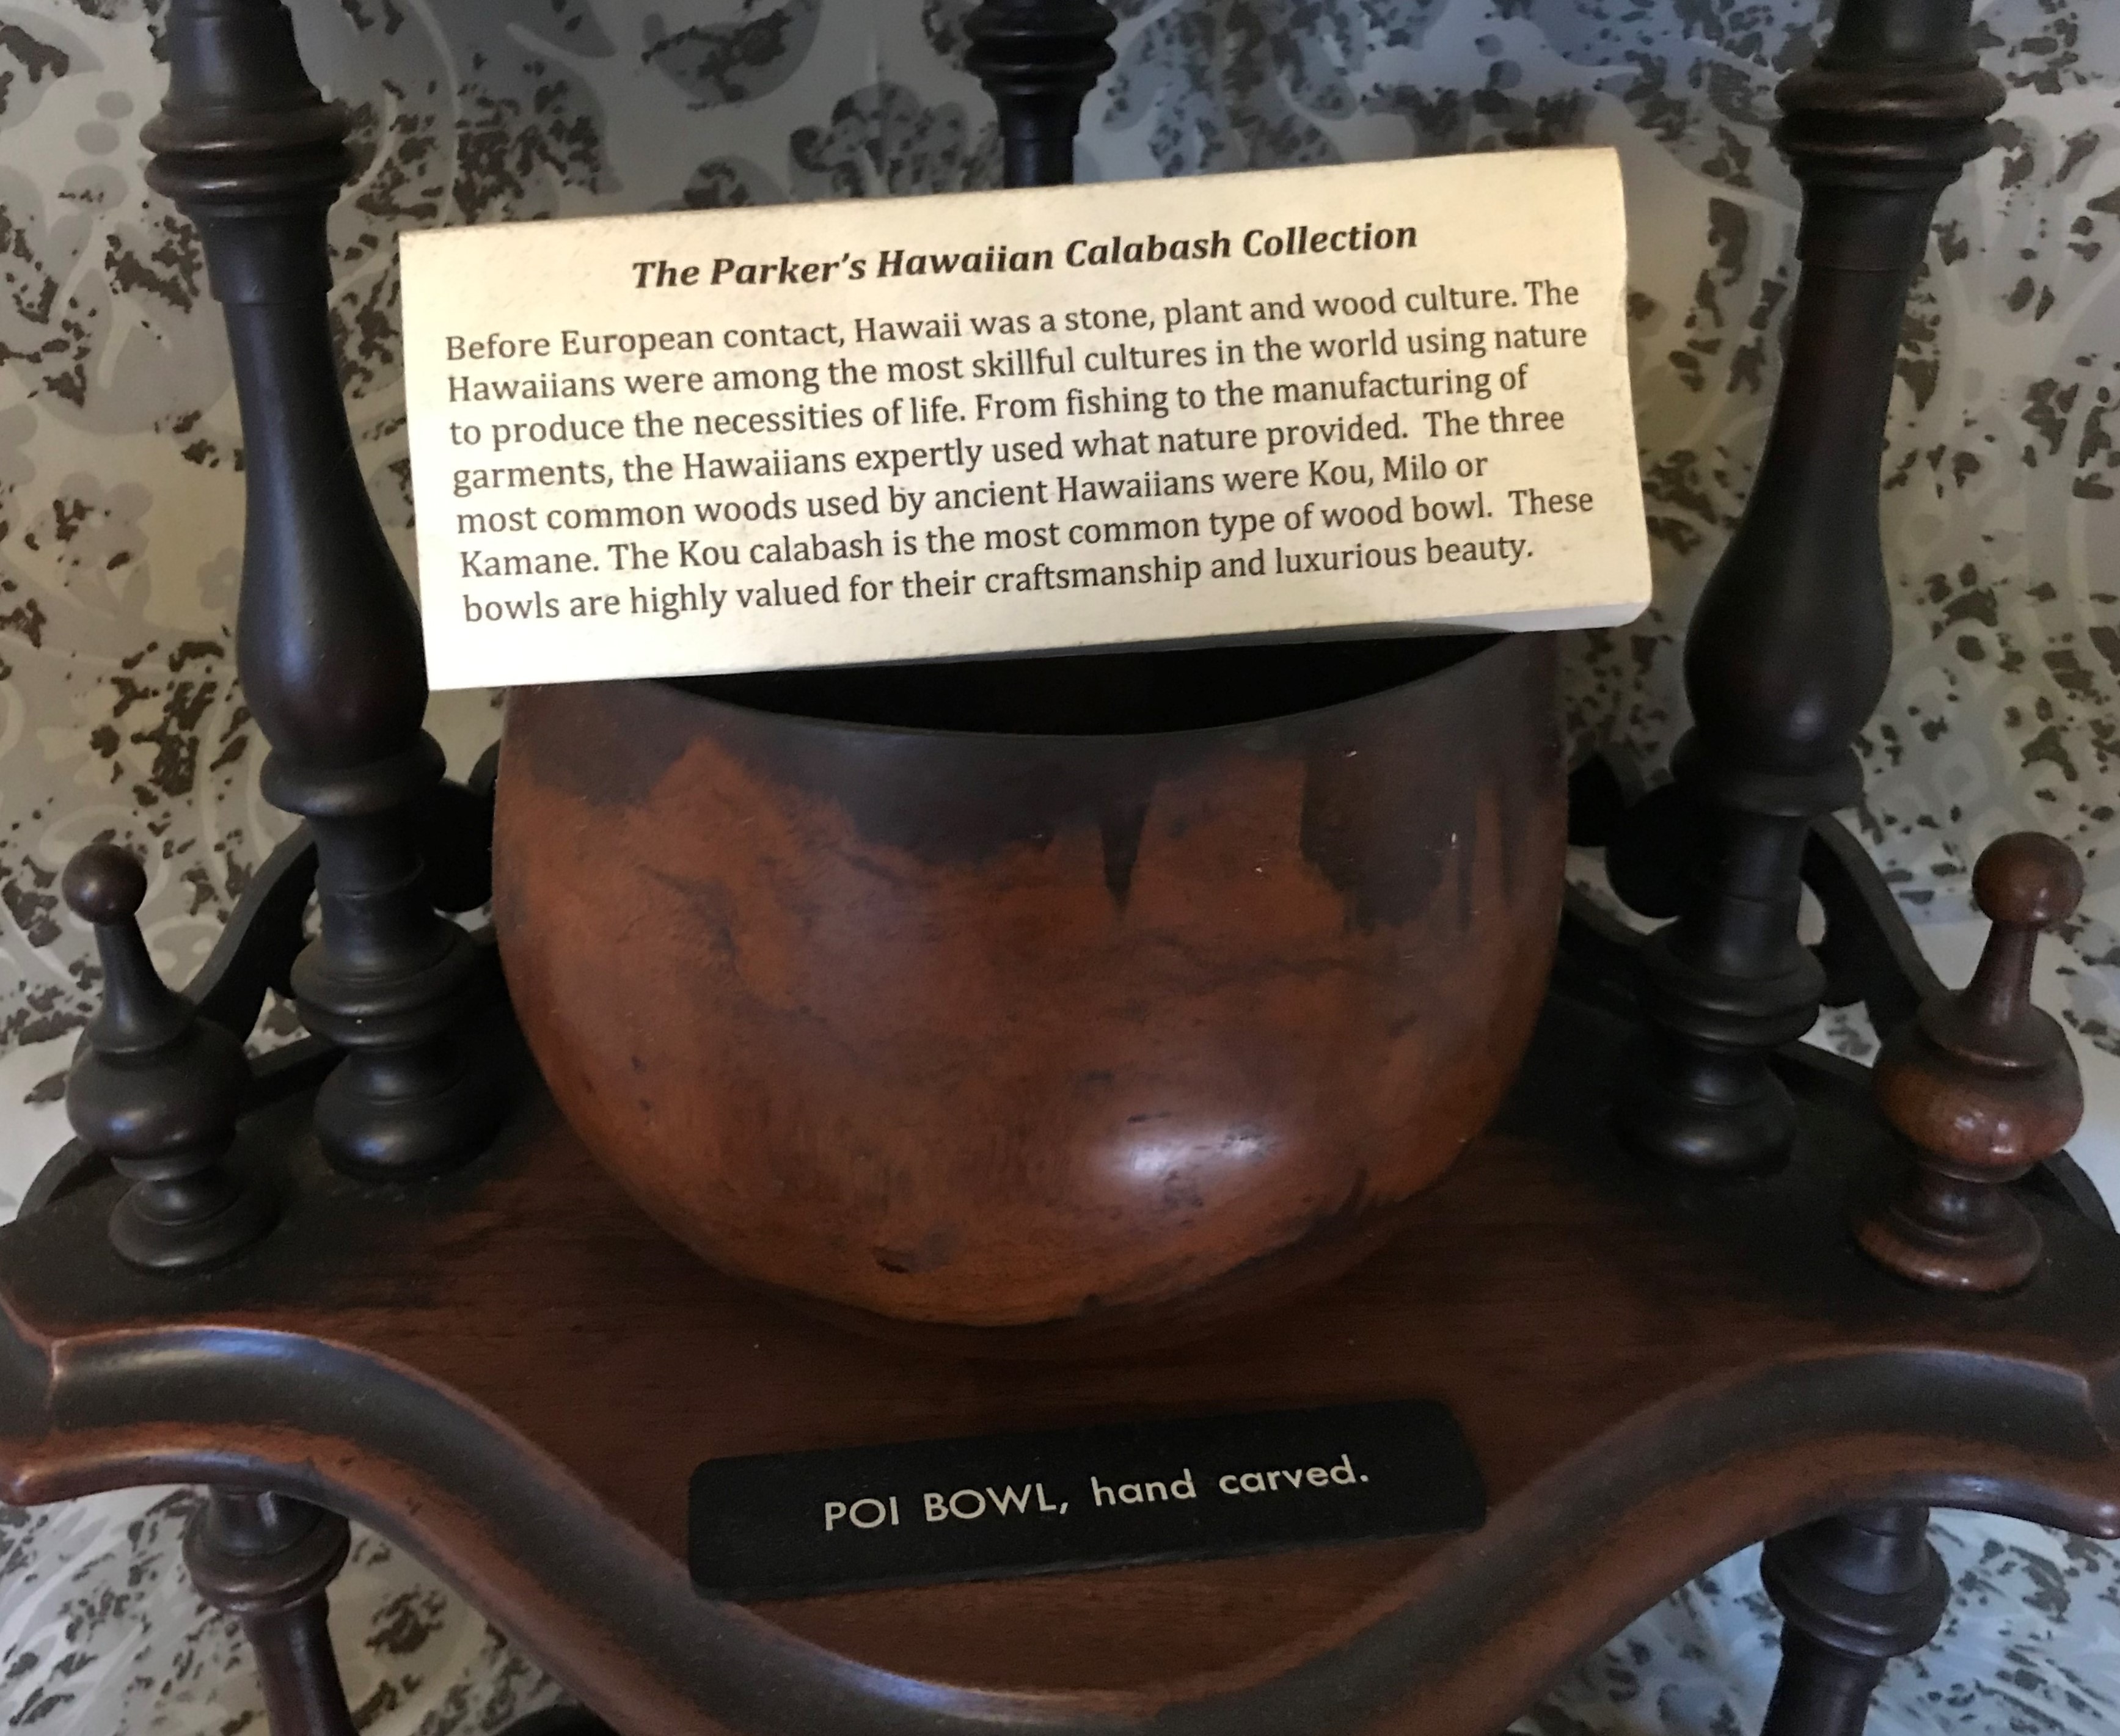 The Parker's Hawaiian Calabash Collection
Before European contact, Hawaii was a stone, plant and wood culture. The
Hawaiians were among the most skillful cultures in the world using nature
to produce the necessities of life. From fishing to the manufacturing of
garments, the Hawaiians expertly used what nature provided. The three
most common woods used by ancient Hawaiians were Kou, Milo or
Kamane. The Kou calabash is the most common type of wood bowl. These
bowls are highly valued for their craftsmanship and luxurious beauty.
POI BOWL, hand carved.